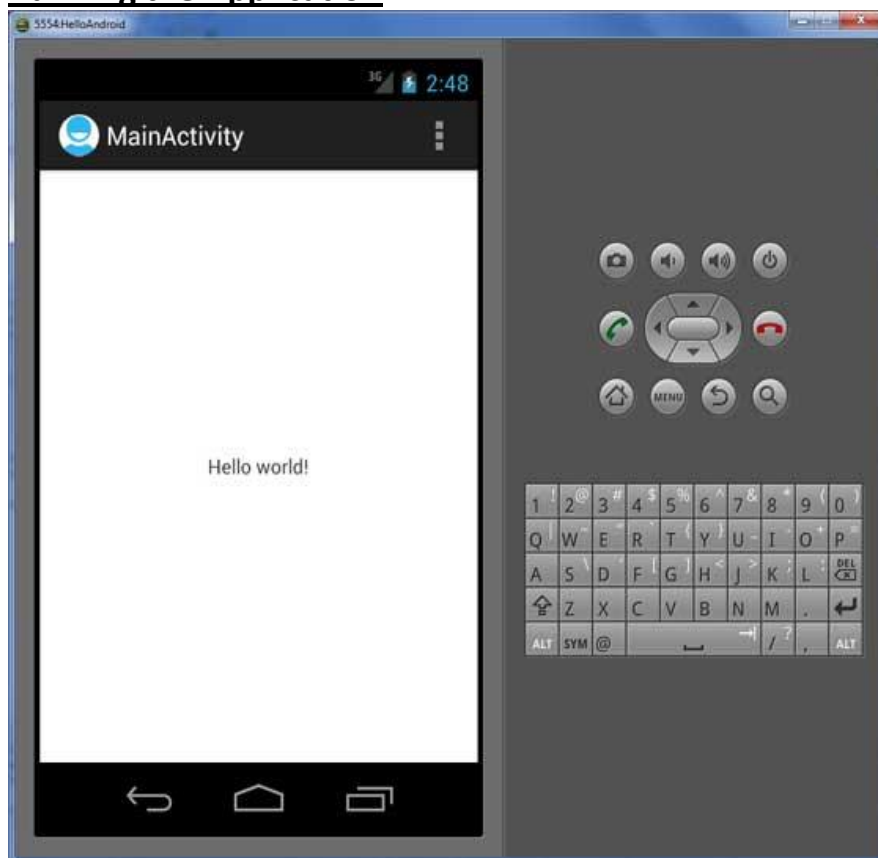 5554:HelloAndroid
3G 2:48
MainActivity
Hello world!
MENU
1 ! 2 @ 3 # 4 $ 5 % 6 ^ 7 & 8 * 9 ( 0 )
Q W E R T Y U I O P
A S D F G H J K L DEL
Z X C V B N M .
ALT SYM @ / ? , ALT